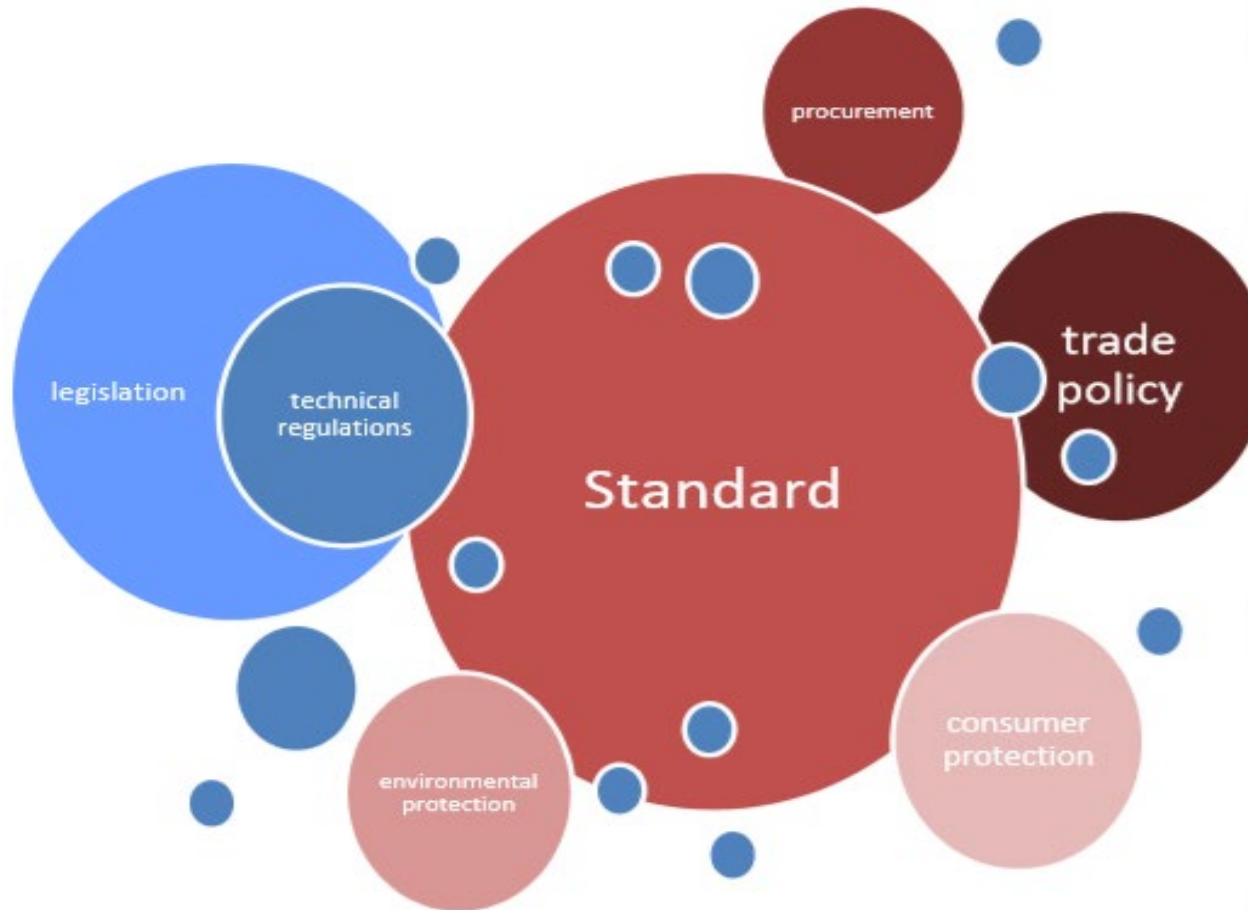 procurement
trade
policy
legislation
technical
regulations
Standard
consumer
protection
environmental
protection